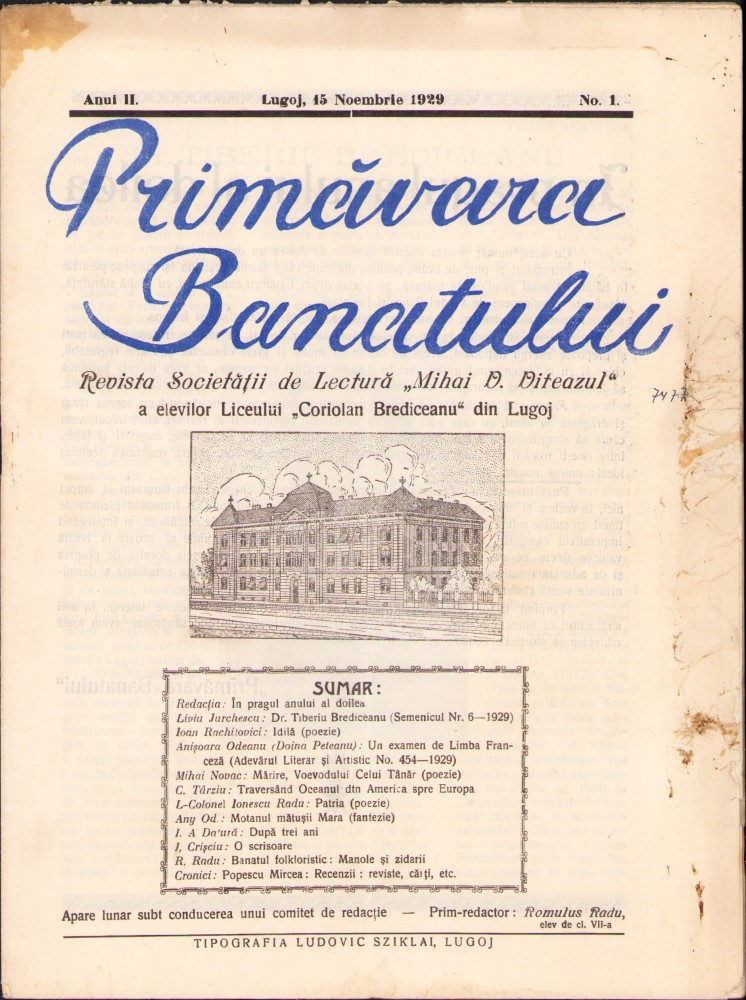 Anul II.
Lugoj, 15 Noembrie 1929
No. 1.
Primăvara
Banatului
Revista Societății de Lectură „Mihai V. Viteazul"
a elevilor Liceului „Coriolan Brediceanu" din Lugoj
7477
SUMAR :
Redacția : În pragul anului al doilea
Liviu Jurchescu : Dr. Tiberiu Brediceanu (Semenicul Nr. 6—1929)
Ioan Rachitovici : Idilă (poezie)
Anișoara Odeanu (Doina Peteanu) : Un examen de Limba Fran-
ceză (Adevărul Literar și Artistic No. 454—1929)
Mihai Novac : Mărire, Voevodului Celui Tânăr (poezie)
C. Târziu : Traversând Oceanul dtn America spre Europa
L-Colonel Ionescu Radu : Patria (poezie)
Any Od. : Motanul mătușii Mara (fantezie)
I. A Da'ură : După trei ani
I, Crișciu : O scrisoare
R. Radu : Banatul folkloristic : Manole și zidarii
Cronici : Popescu Mircea : Recenzii : reviste, cărți, etc.
Apare lunar subt conducerea unui comitet de redacție — Prim-redactor : Romulus Radu,
elev de cl. VII-a
TIPOGRAFIA LUDOVIC SZIKLAI, LUGOJ